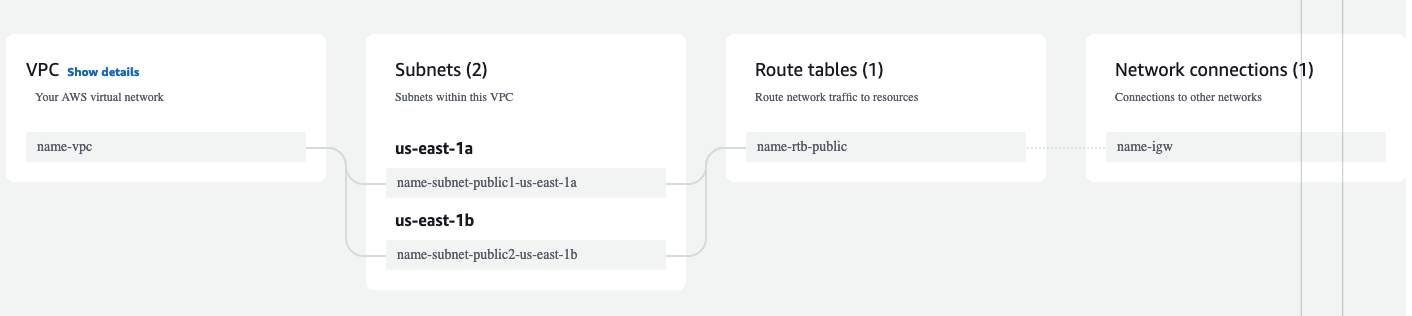 VPC Show details
Your AWS virtual network
name-vpc
Subnets (2)
Subnets within this VPC
us-east-1a
name-subnet-public1-us-east-1a
us-east-1b
name-subnet-public2-us-east-1b
Route tables (1)
Route network traffic to resources
name-rtb-public
Network connections (1)
Connections to other networks
name-igw